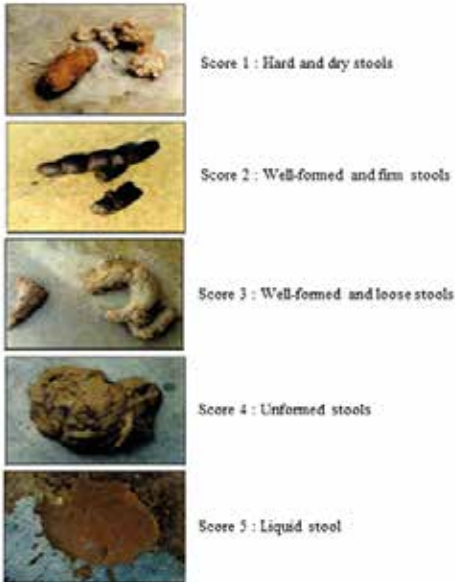 Score 1 : Hard and dry stools
Score 2 : Well-formed and firm stools
Score 3 : Well-formed and loose stools
Score 4 : Unformed stools
Score 5 : Liquid stool